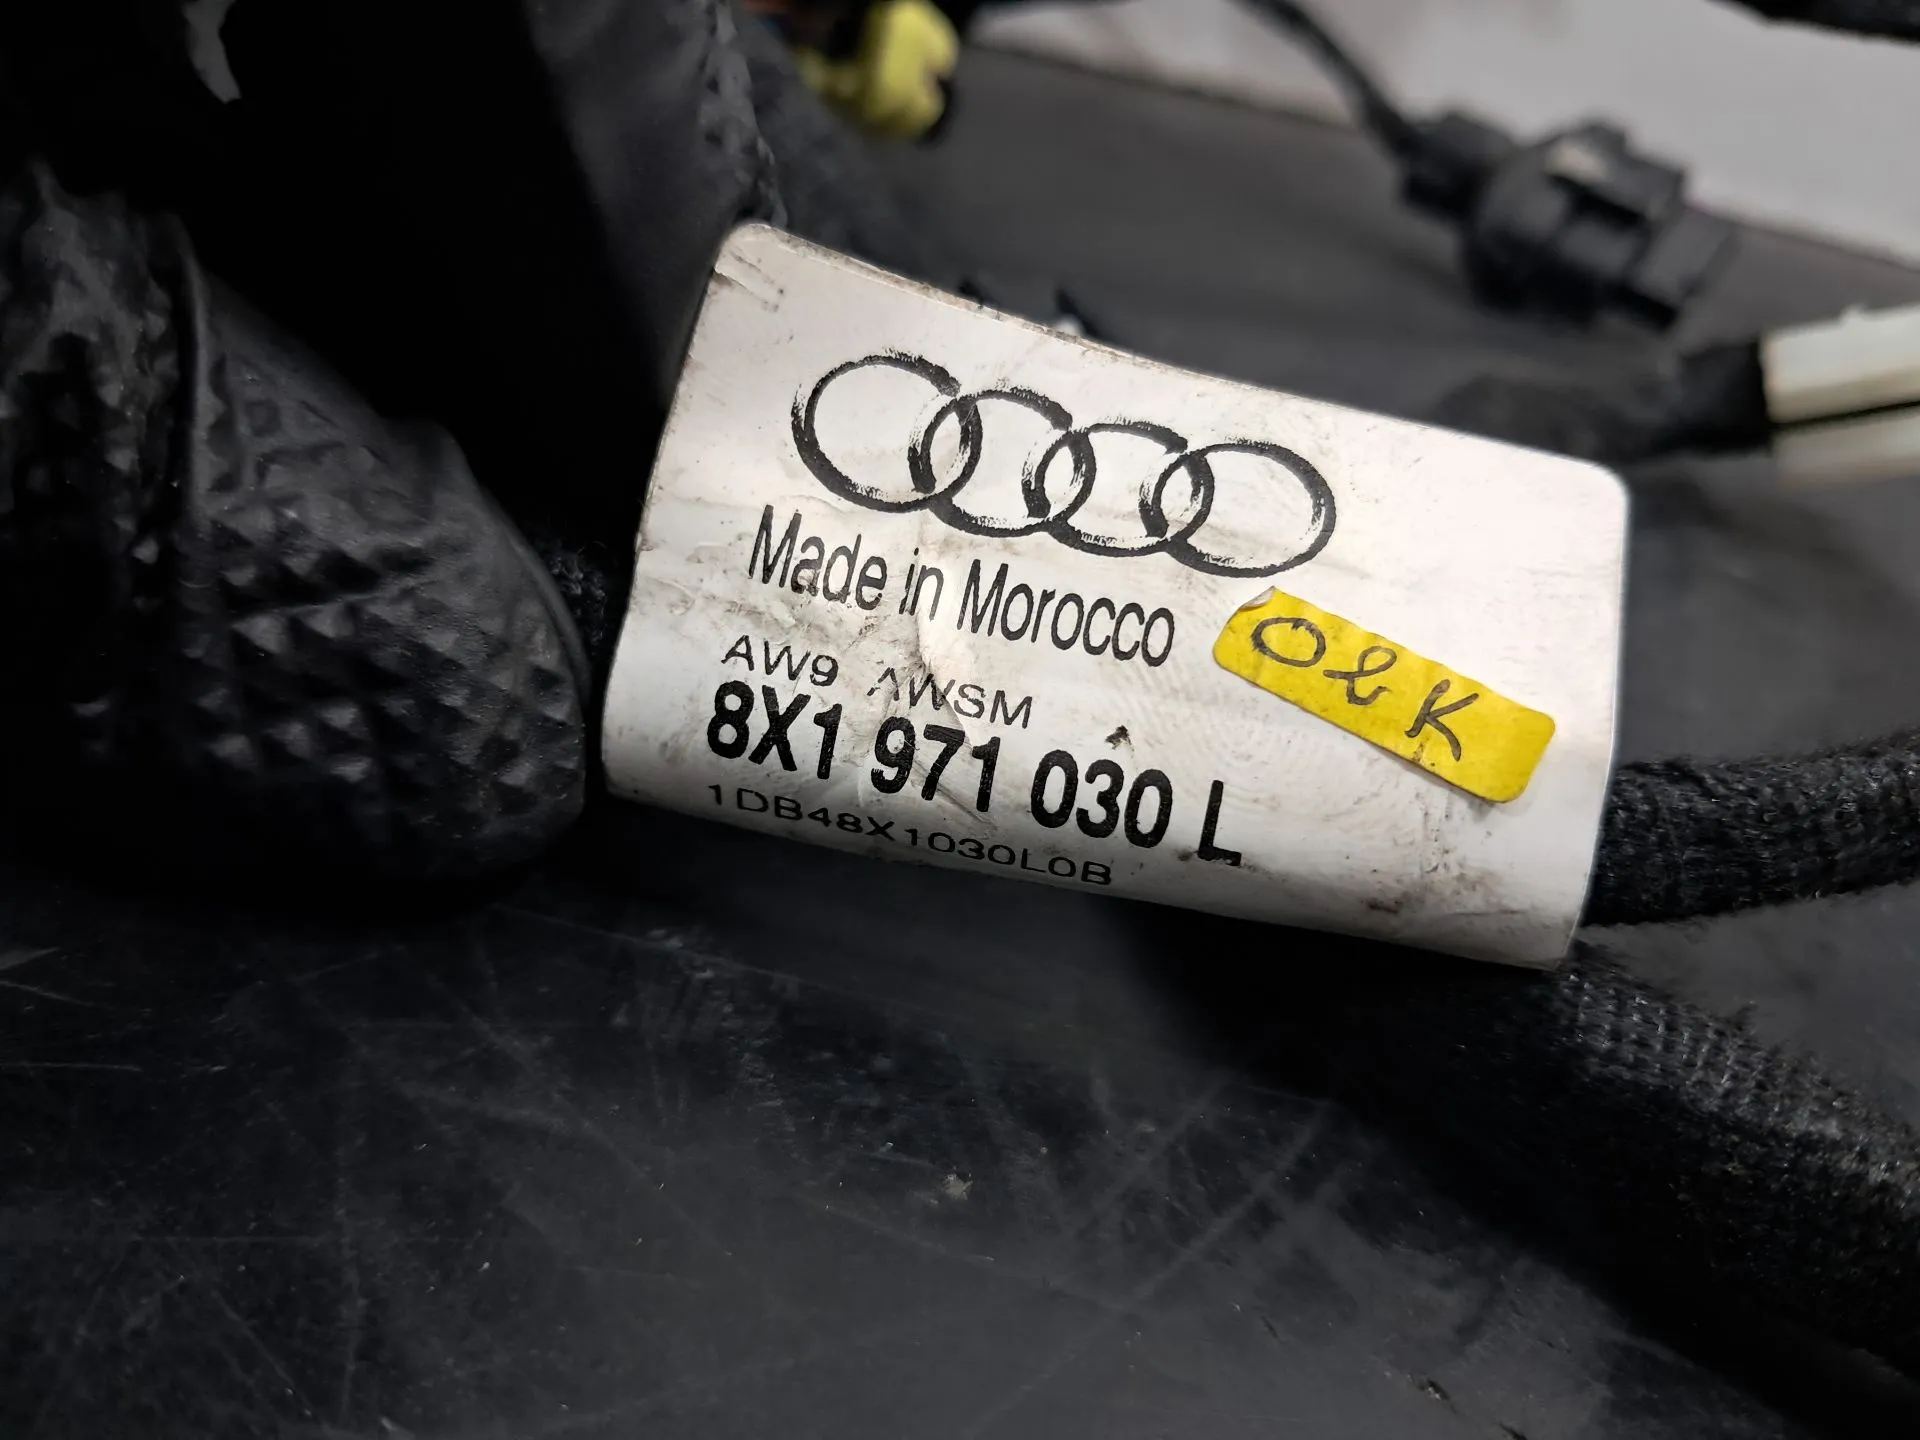 Made in Morocco
AW9 AWSM
8X1 971 030 L
1DB48X1030L0B